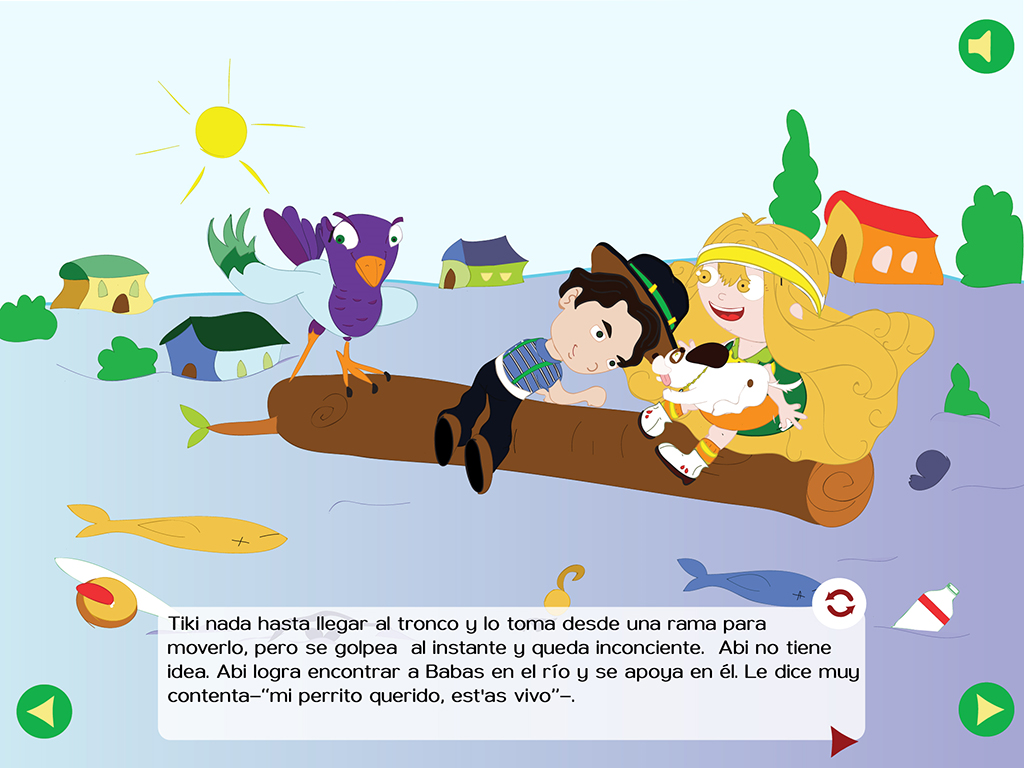 Tiki nada hasta llegar al tronco y lo toma desde una rama para
moverlo, pero se golpea  al instante y queda inconciente.  Abi no tiene
idea. Abi logra encontrar a Babas en el río y se apoya en él. Le dice muy
contenta–“mi perrito querido, est'as vivo”–.